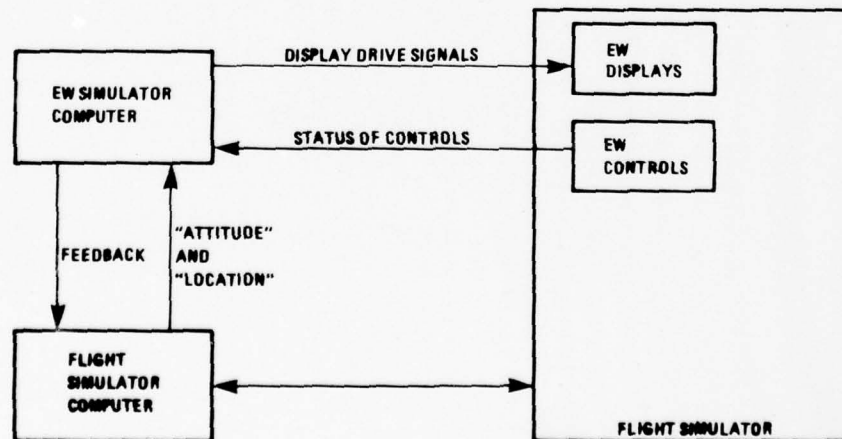 DISPLAY DRIVE SIGNALS
EW
DISPLAYS
EW SIMULATOR
COMPUTER
STATUS OF CONTROLS
EW
CONTROLS
FEEDBACK
"ATTITUDE"
AND
"LOCATION"
FLIGHT
SIMULATOR
COMPUTER
FLIGHT SIMULATOR